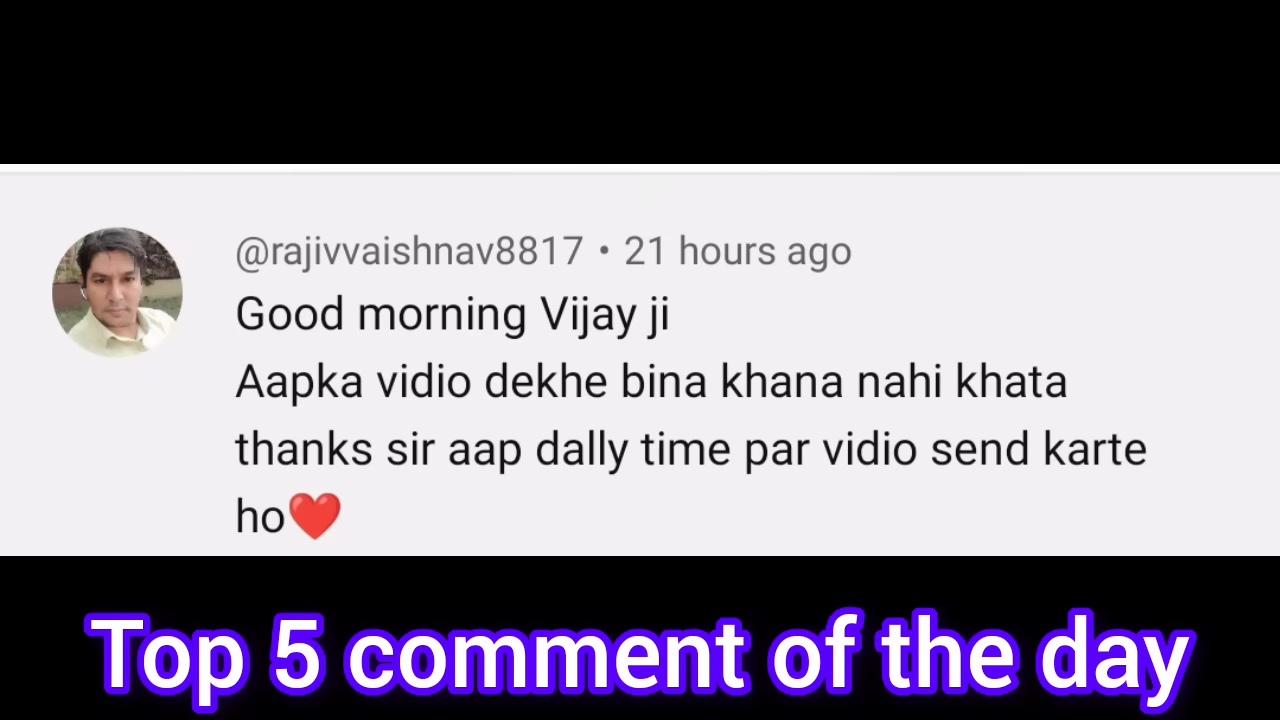 @rajivvaishnav8817 • 21 hours ago
Good morning Vijay ji
Aapka vidio dekhe bina khana nahi khata
thanks sir aap dally time par vidio send karte
ho❤️
Top 5 comment of the day